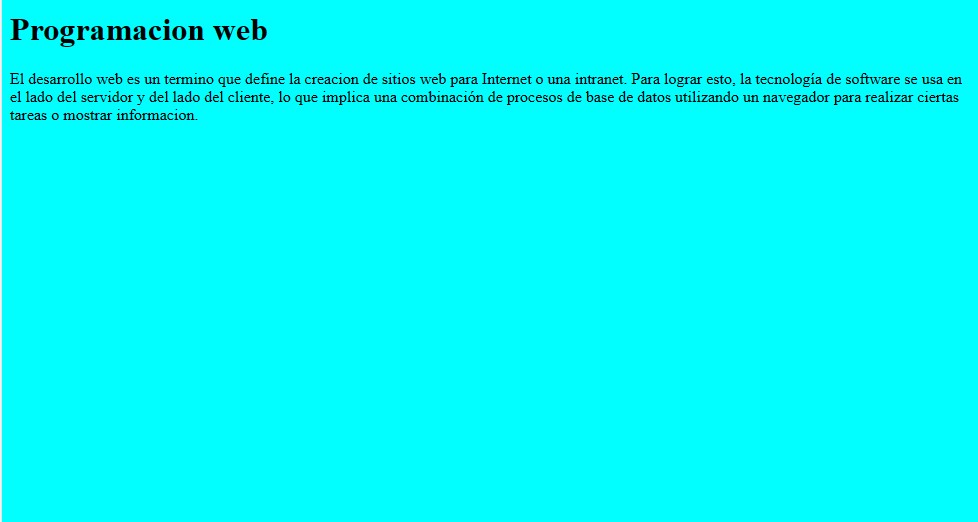 Programacion web
El desarrollo web es un termino que define la creacion de sitios web para Internet o una intranet. Para lograr esto, la tecnología de software se usa en
el lado del servidor y del lado del cliente, lo que implica una combinación de procesos de base de datos utilizando un navegador para realizar ciertas
tareas o mostrar informacion.